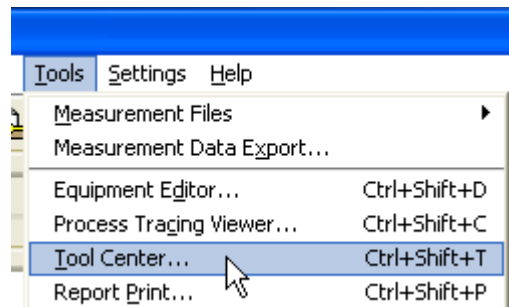 Tools Settings Help
Measurement Files
Measurement Data Export...
Equipment Editor... Ctrl+Shift+D
Process Tracing Viewer... Ctrl+Shift+C
Tool Center... Ctrl+Shift+T
Report Print... Ctrl+Shift+P